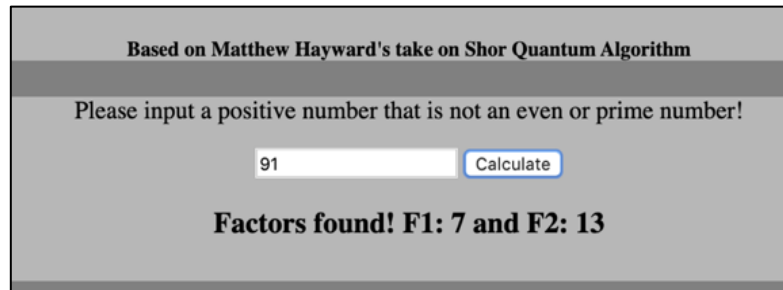 Based on Matthew Hayward's take on Shor Quantum Algorithm
Please input a positive number that is not an even or prime number!
91 Calculate
Factors found! F1: 7 and F2: 13